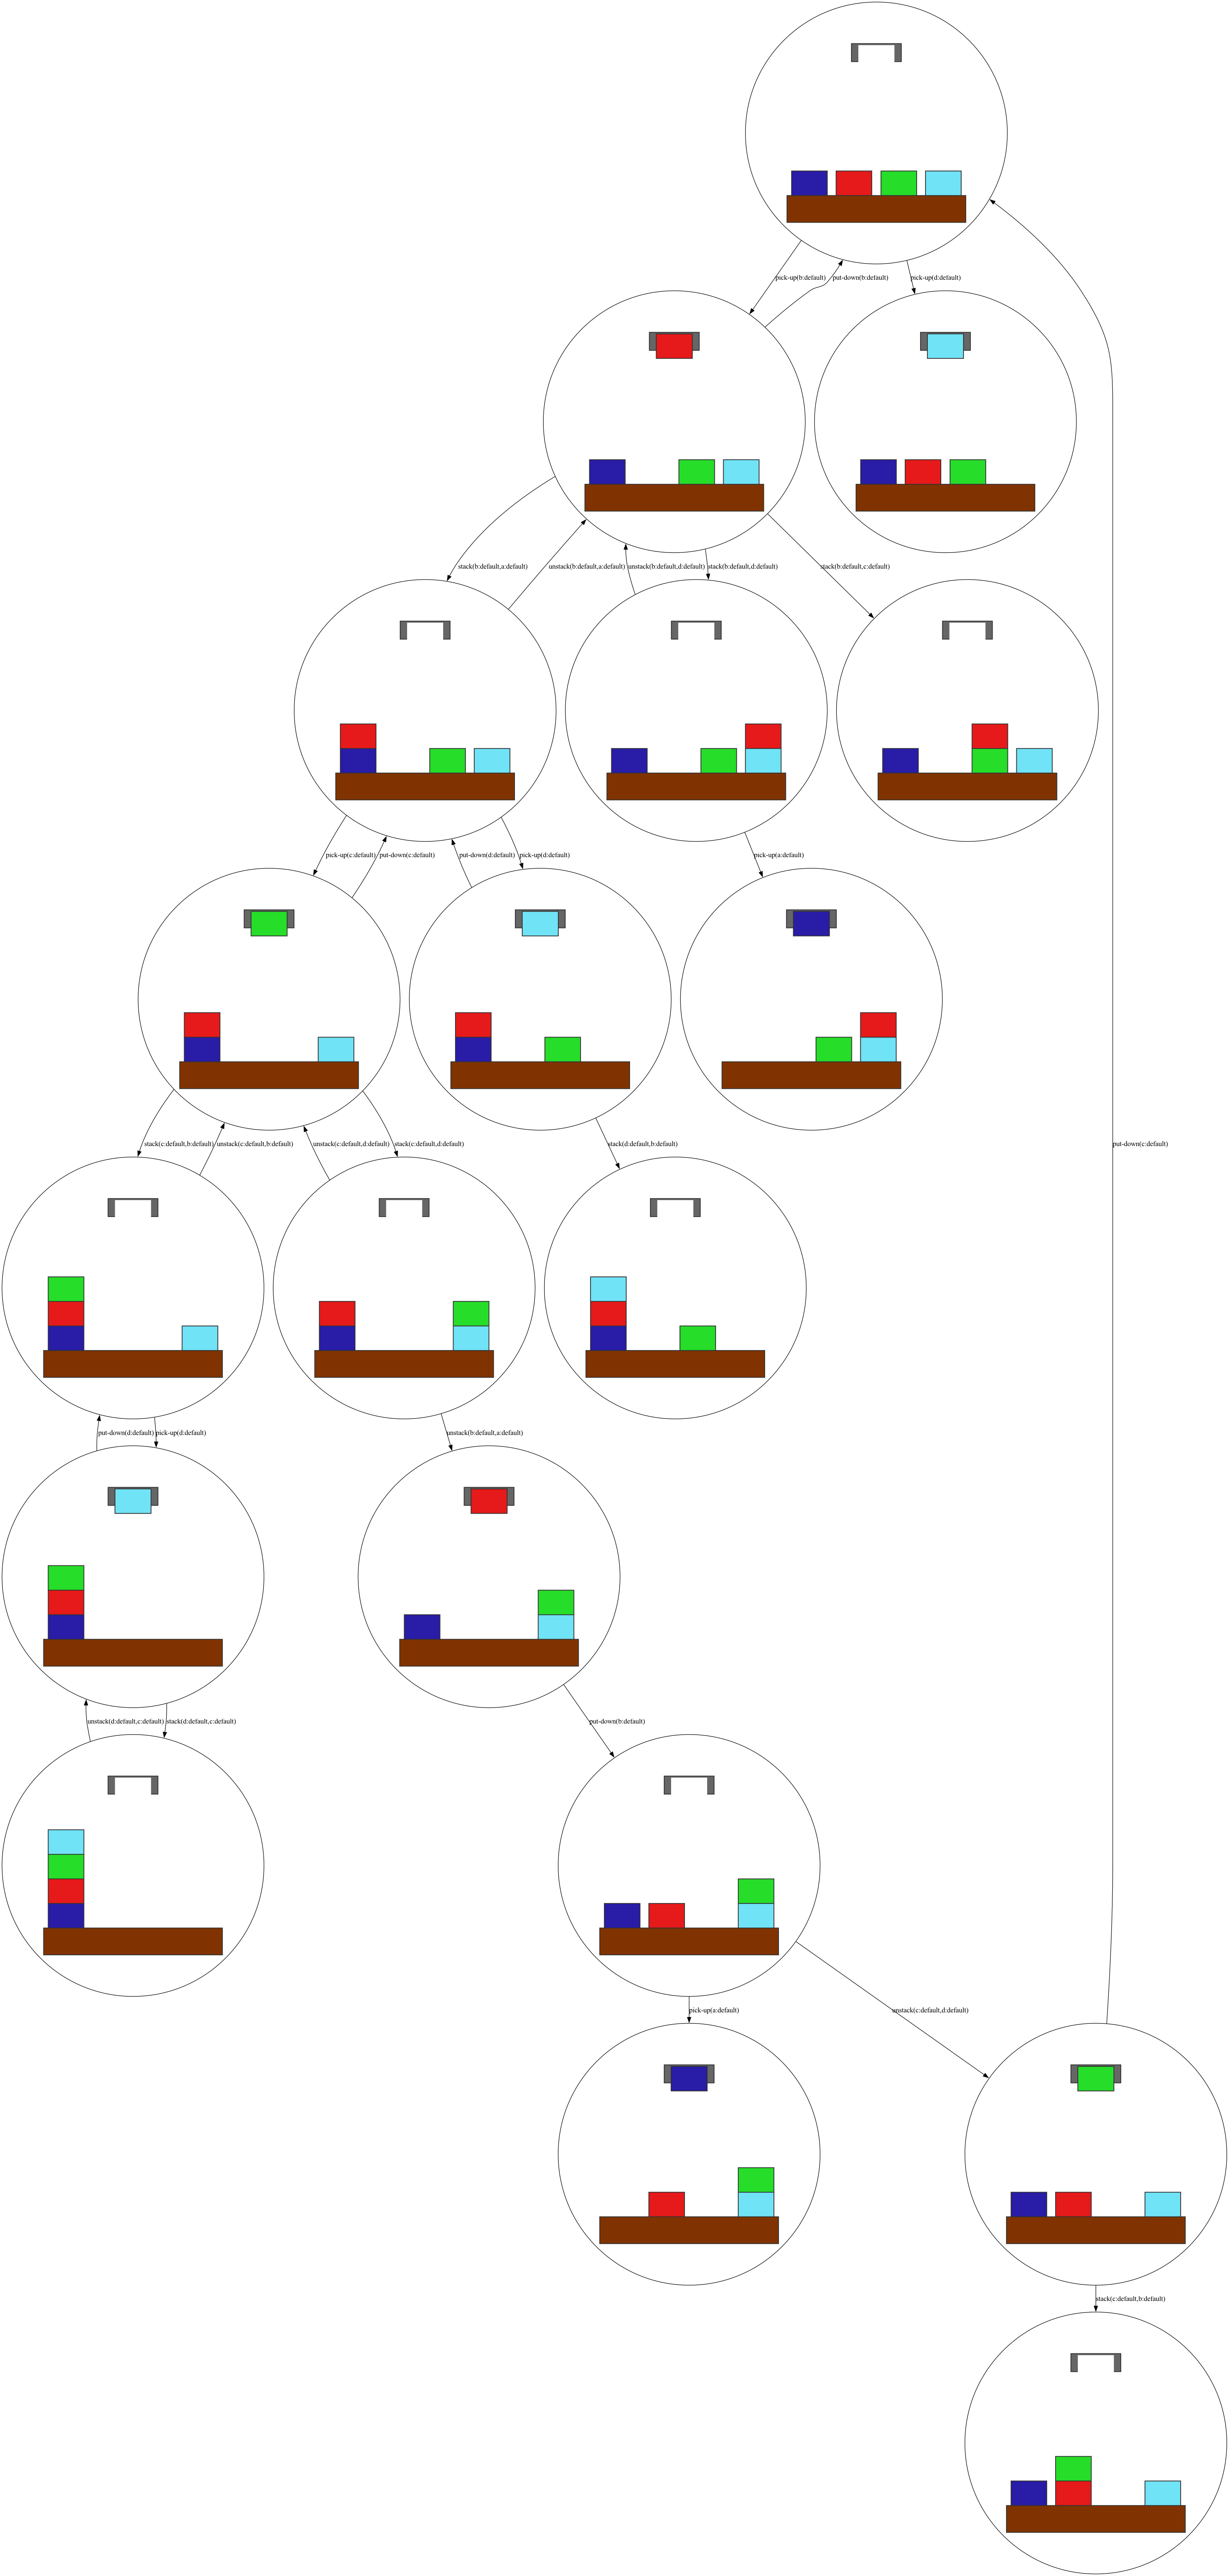 pick-up(b:default)
put-down(b:default)
pick-up(d:default)
stack(b:default,a:default)
unstack(b:default,a:default)
unstack(b:default,d:default)
stack(b:default,d:default)
stack(b:default,c:default)
pick-up(c:default)
put-down(c:default)
put-down(d:default)
pick-up(d:default)
pick-up(a:default)
stack(c:default,b:default)
unstack(c:default,b:default)
unstack(c:default,d:default)
stack(c:default,d:default)
stack(d:default,b:default)
put-down(c:default)
put-down(d:default)
pick-up(d:default)
unstack(b:default,a:default)
unstack(d:default,c:default)
stack(d:default,c:default)
put-down(b:default)
pick-up(a:default)
unstack(c:default,d:default)
stack(c:default,b:default)